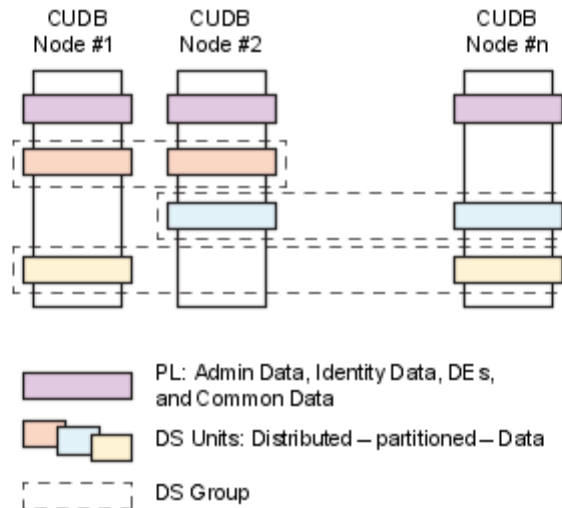 CUDB
Node #1
CUDB
Node #2
CUDB
Node #n
PL: Admin Data, Identity Data, DEs,
and Common Data
DS Units: Distributed – partitioned – Data
DS Group